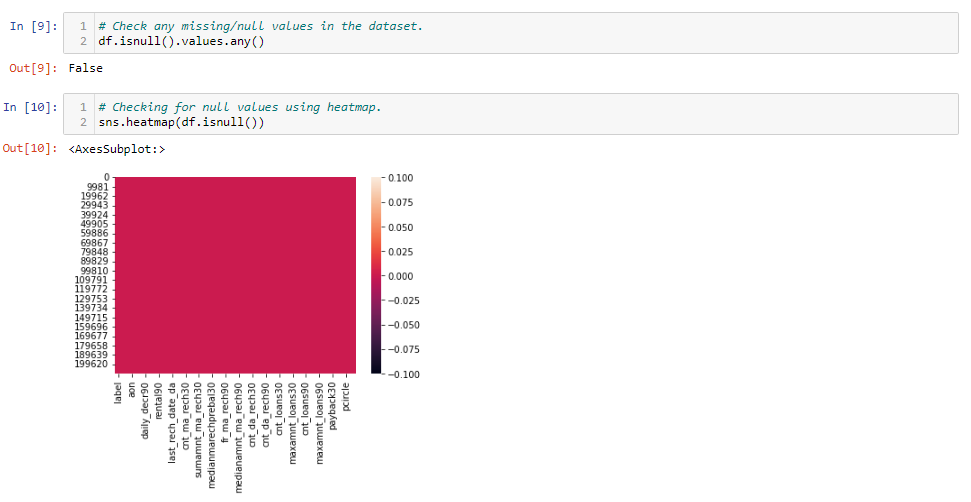 In [9]:
1 # Check any missing/null values in the dataset.
2 df.isnull().values.any()
Out[9]: False
In [10]:
1 # Checking for null values using heatmap.
2 sns.heatmap(df.isnull())
Out[10]: <AxesSubplot:>
0
9981
19962
29943
39924
49905
59886
69867
79848
89829
99810
109791
119772
129753
139734
149715
159696
169677
179658
189639
199620
0.100
0.075
0.050
0.025
0.000
−0.025
−0.050
−0.075
−0.100
label
aon
daily_decr90
rental90
last_rech_date_da
cnt_ma_rech30
sumamnt_ma_rech30
medianmarechprebal30
fr_ma_rech90
medianamnt_ma_rech90
cnt_da_rech30
cnt_da_rech90
cnt_loans30
maxamnt_loans30
cnt_loans90
maxamnt_loans90
payback30
pcircle